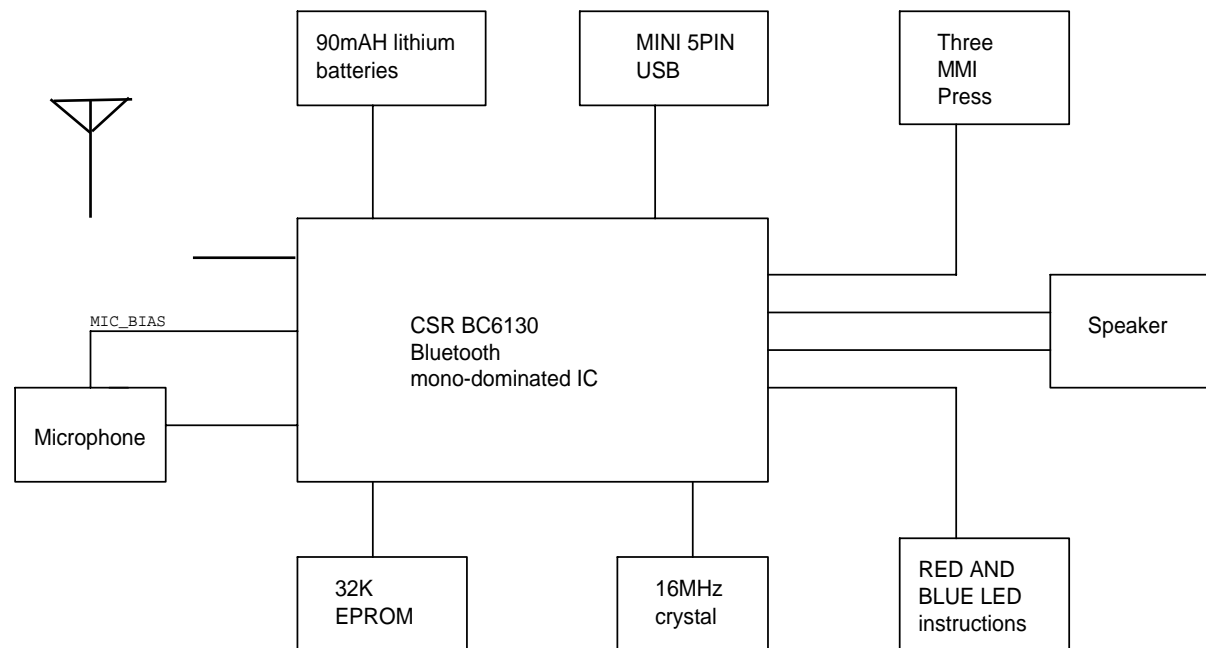 90mAH lithium
batteries
MINI 5PIN
USB
Three
MMI
Press
MIC_BIAS
CSR BC6130
Bluetooth
mono-dominated IC
Speaker
Microphone
32K
EPROM
16MHz
crystal
RED AND
BLUE LED
instructions